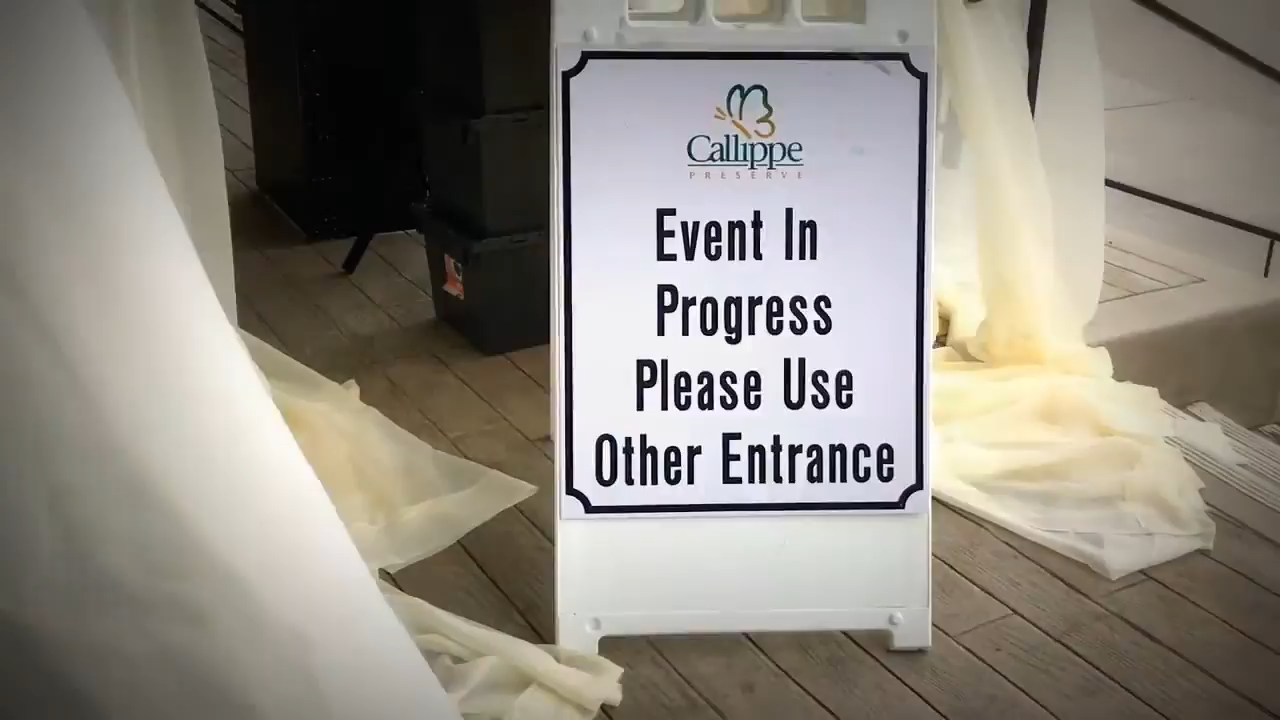 Callippe
PRESERVE
Event In
Progress
Please Use
Other Entrance